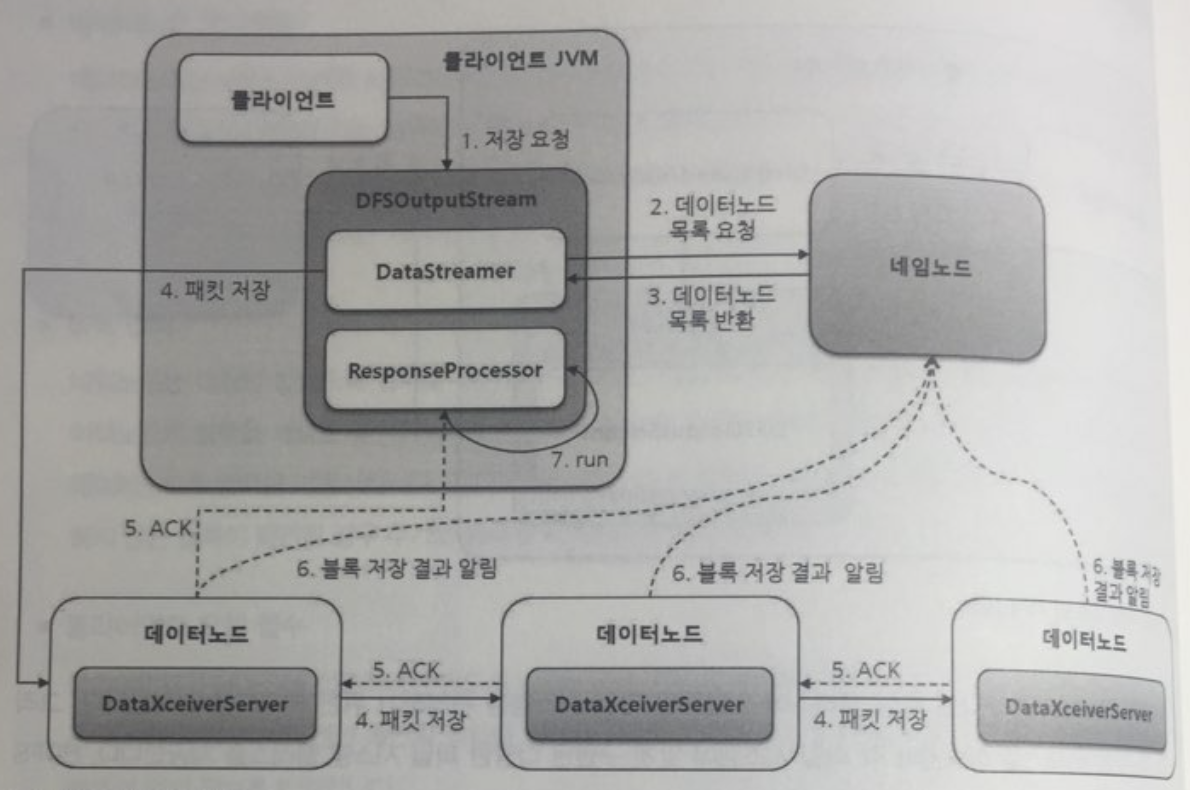 클라이언트 JVM
클라이언트
1. 저장 요청
DFSOutputStream
DataStreamer
ResponseProcessor
7. run
2. 데이터노드
목록 요청
3. 데이터노드
목록 반환
네임노드
4. 패킷 저장
5. ACK
6. 블록 저장 결과 알림
6. 블록 저장 결과 알림
6. 블록 저장
결과 알림
데이터노드
DataXceiverServer
5. ACK
4. 패킷 저장
데이터노드
DataXceiverServer
5. ACK
4. 패킷 저장
데이터노드
DataXceiverServer